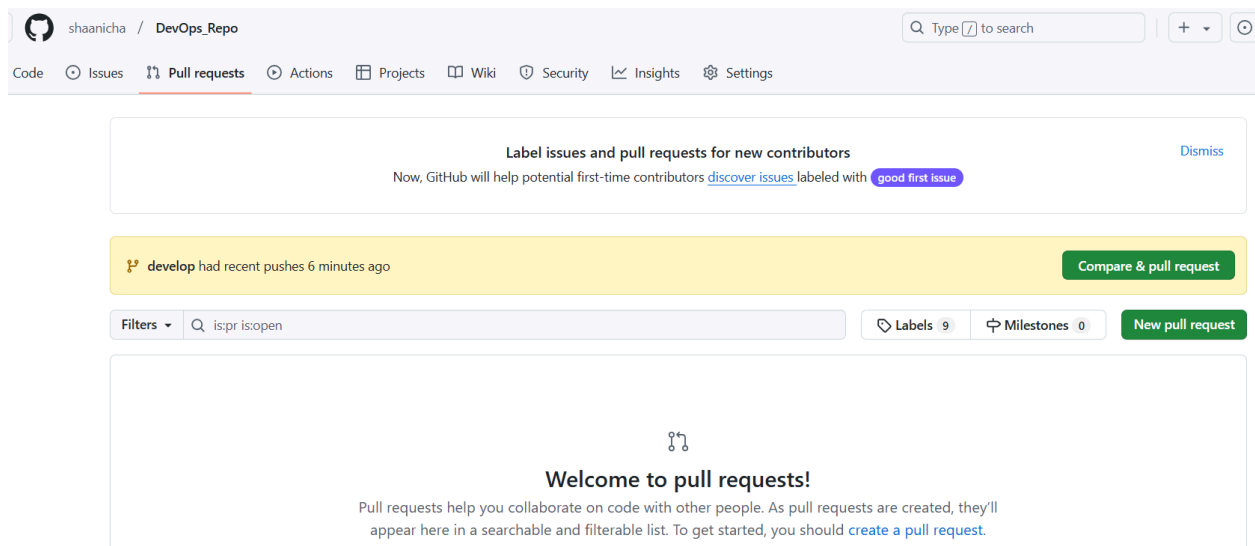 shaanicha / DevOps_Repo
Type / to search
Code Issues Pull requests Actions Projects Wiki Security Insights Settings
Label issues and pull requests for new contributors
Dismiss
Now, GitHub will help potential first-time contributors discover issues labeled with good first issue
develop had recent pushes 6 minutes ago
Compare & pull request
Filters is:pr is:open
Labels 9 Milestones 0 New pull request
Welcome to pull requests!
Pull requests help you collaborate on code with other people. As pull requests are created, they'll
appear here in a searchable and filterable list. To get started, you should create a pull request.